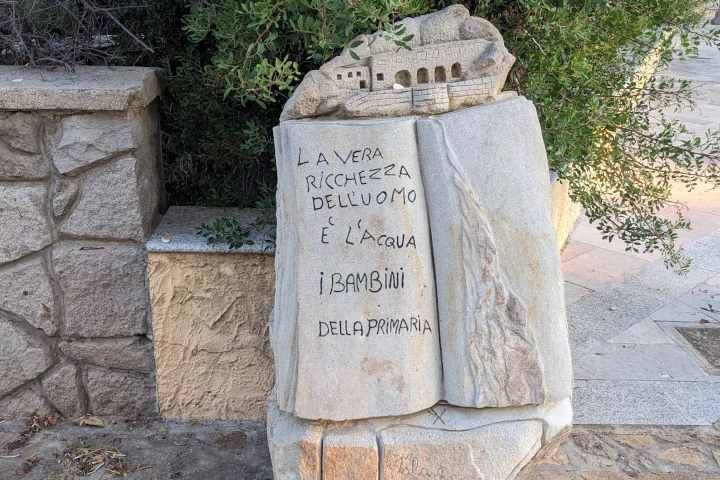 LA VERA
RICCHEZZA
DELL'UOMO
E' L'ACQUA
I BAMBINI
DELLA PRIMARIA
X